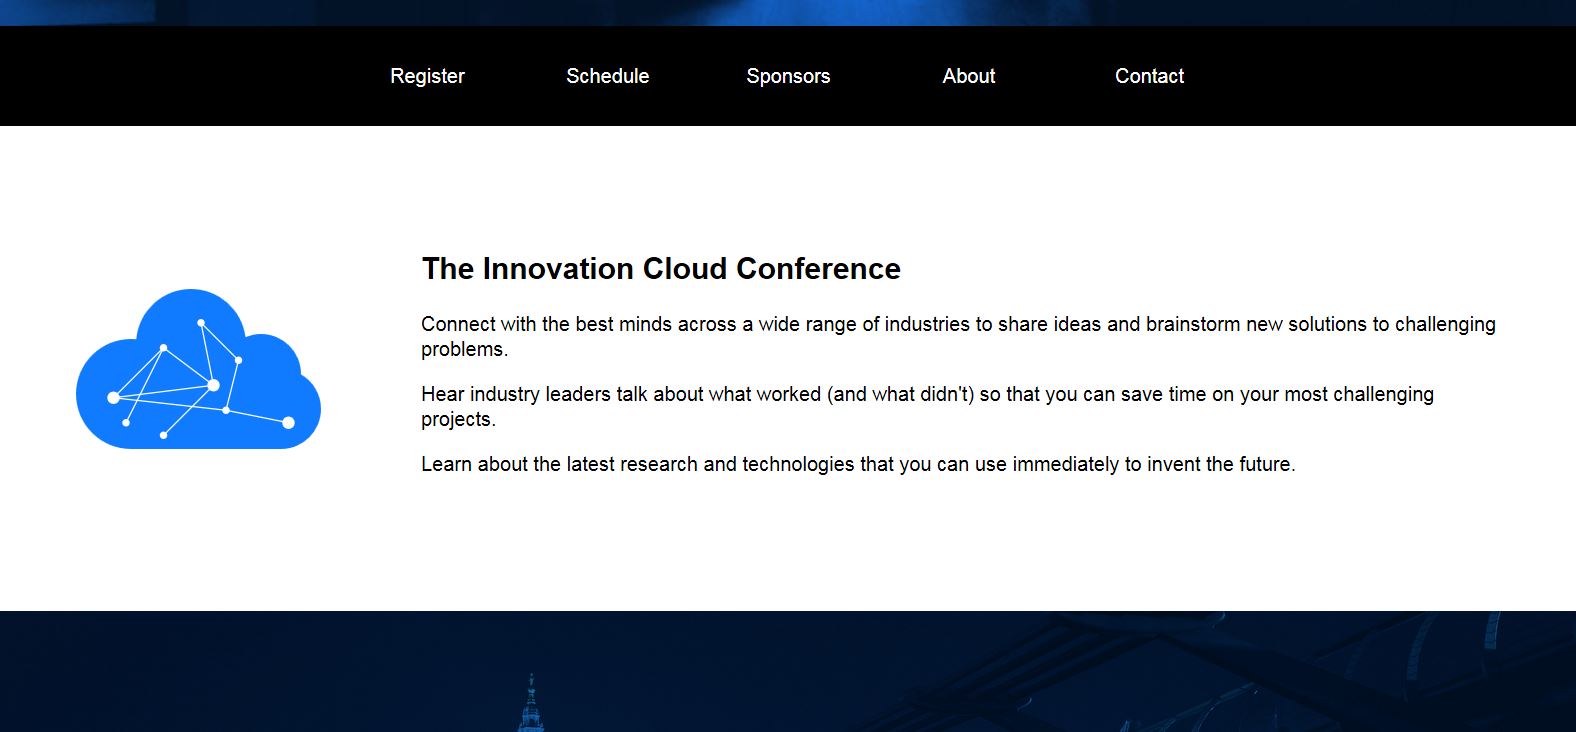 Register Schedule Sponsors About Contact
The Innovation Cloud Conference
Connect with the best minds across a wide range of industries to share ideas and brainstorm new solutions to challenging
problems.
Hear industry leaders talk about what worked (and what didn't) so that you can save time on your most challenging
projects.
Learn about the latest research and technologies that you can use immediately to invent the future.